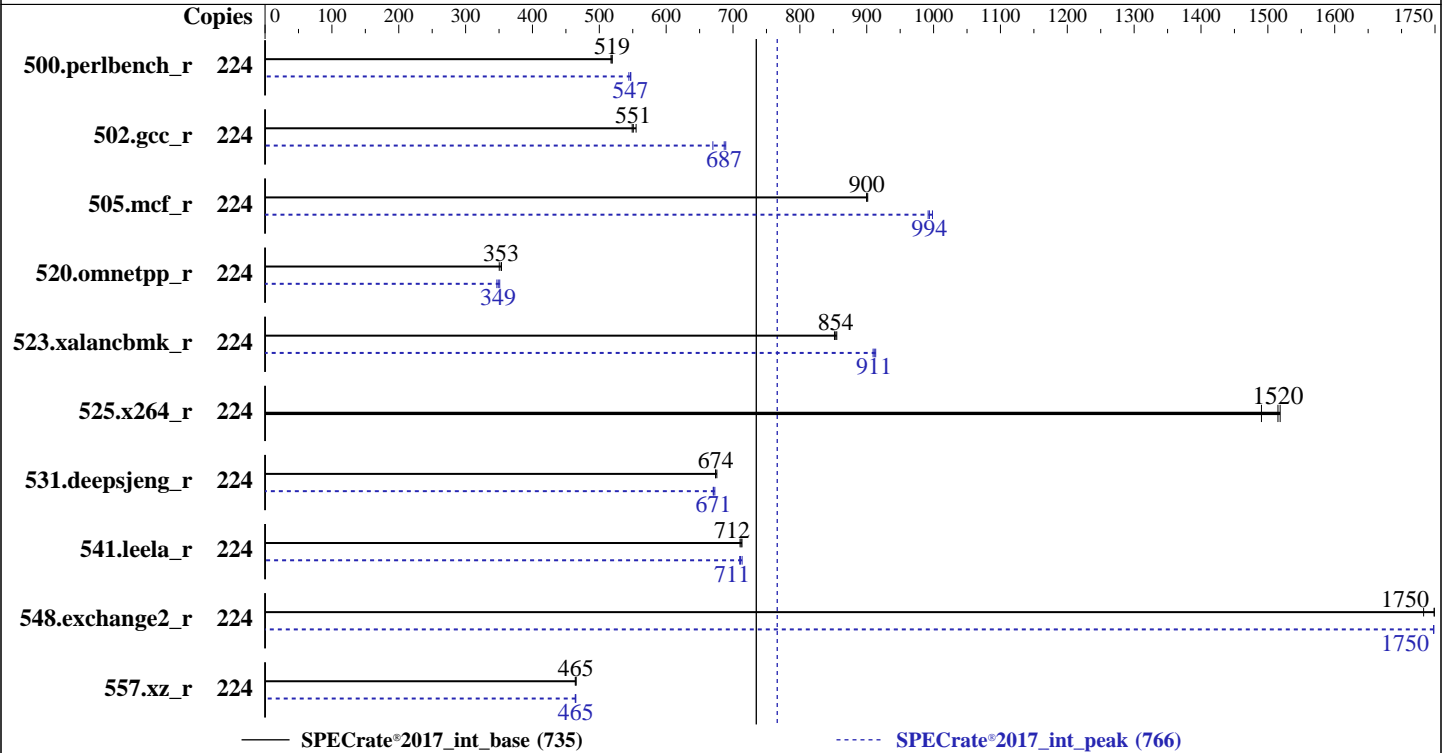 Copies 0 100 200 300 400 500 600 700 800 900 1000 1100 1200 1300 1400 1500 1600 1750
519
500.perlbench_r 224
547
551
502.gcc_r 224
687
900
505.mcf_r 224
994
353
520.omnetpp_r 224
349
854
523.xalancbmk_r 224
911
1520
525.x264_r 224
674
531.deepsjeng_r 224
671
712
541.leela_r 224
711
1750
548.exchange2_r 224
1750
465
557.xz_r 224
465
SPECrate®2017_int_base (735) SPECrate®2017_int_peak (766)